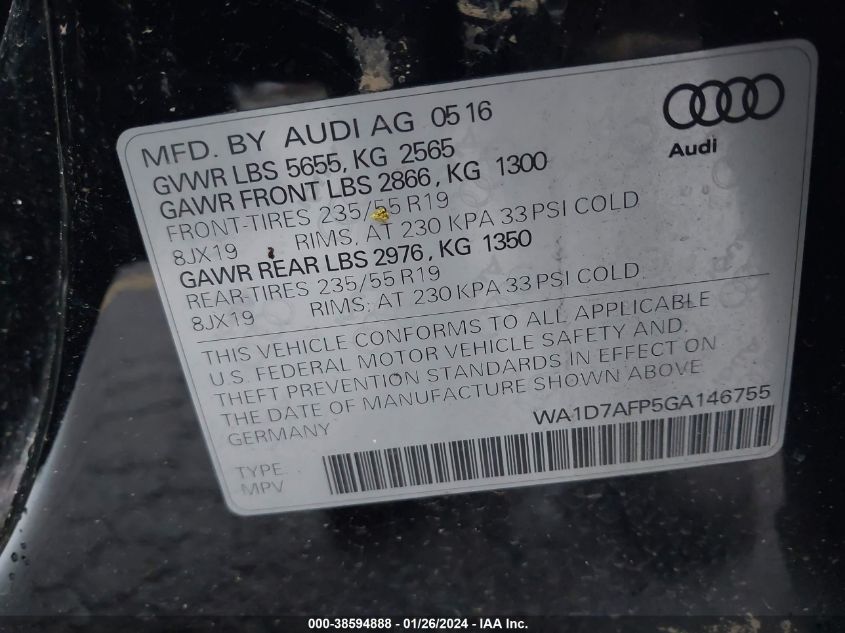 MFD. BY AUDI AG 05 16
GVWR LBS 5655, KG 2565
GAWR FRONT LBS 2866, KG 1300
FRONT-TIRES 235/55 R19
8JX19 RIMS. AT 230 KPA 33 PSI COLD
GAWR REAR LBS 2976, KG 1350
REAR-TIRES 235/55 R19
8JX19 RIMS: AT 230 KPA 33 PSI COLD
THIS VEHICLE CONFORMS TO ALL APPLICABLE
U.S. FEDERAL MOTOR VEHICLE SAFETY AND
THEFT PREVENTION STANDARDS IN EFFECT ON
THE DATE OF MANUFACTURE SHOWN ABOVE
GERMANY WA1D7AFP5GA146755
TYPE
MPV
Audi
000-38594888 - 01/26/2024 - IAA Inc.